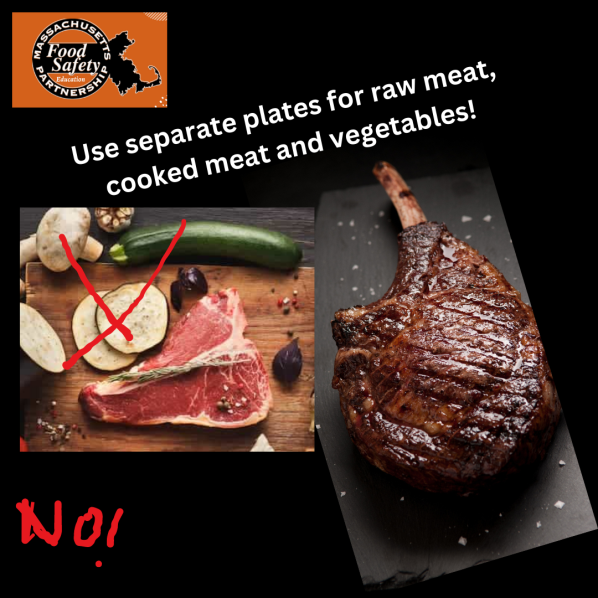 MASSACHUSETTS
Food
Safety
Education
PARTNERSHIP
Use separate plates for raw meat,
cooked meat and vegetables!
No!